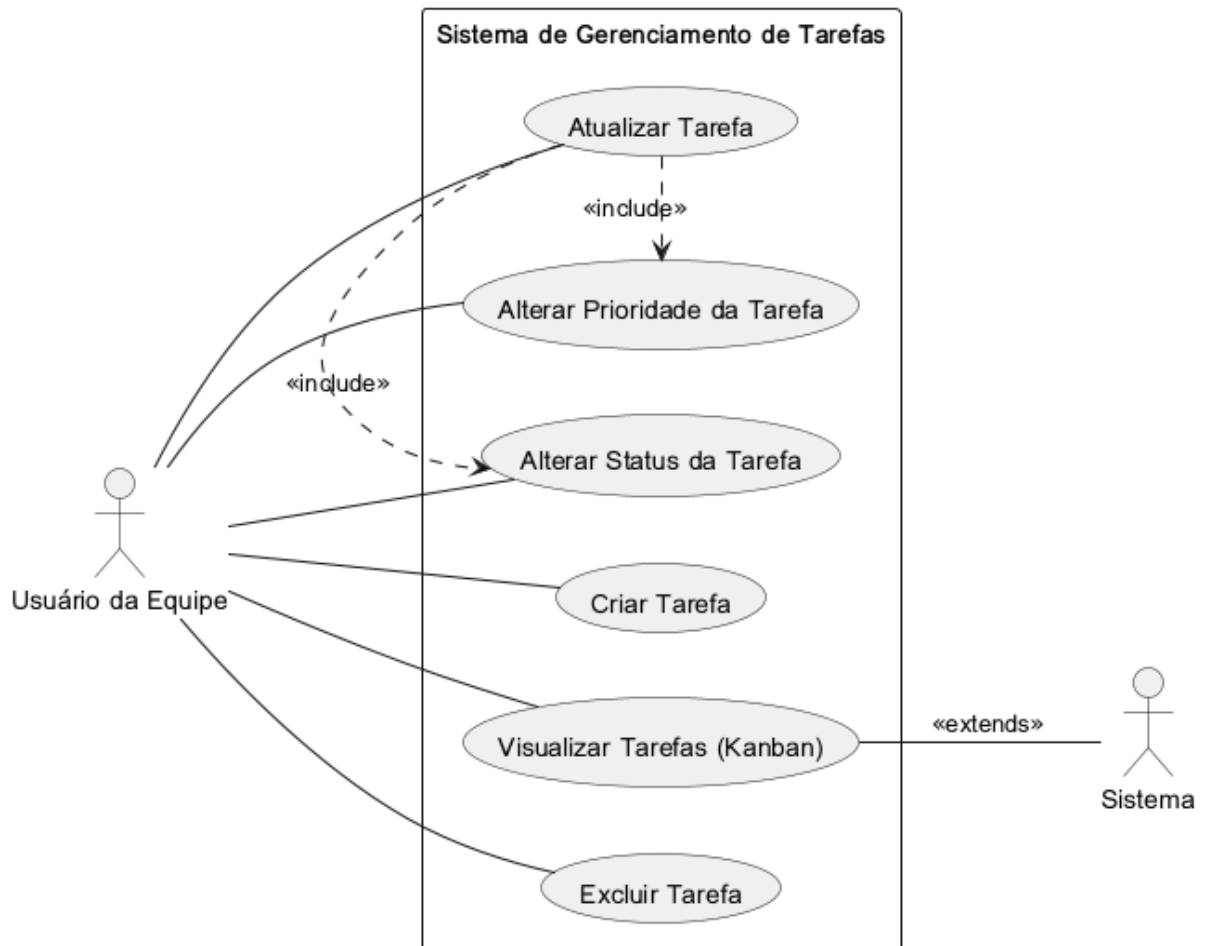 Sistema de Gerenciamento de Tarefas
Atualizar Tarefa
«include»
Alterar Prioridade da Tarefa
«include»
Alterar Status da Tarefa
Usuário da Equipe
Criar Tarefa
«extends»
Visualizar Tarefas (Kanban)
Sistema
Excluir Tarefa